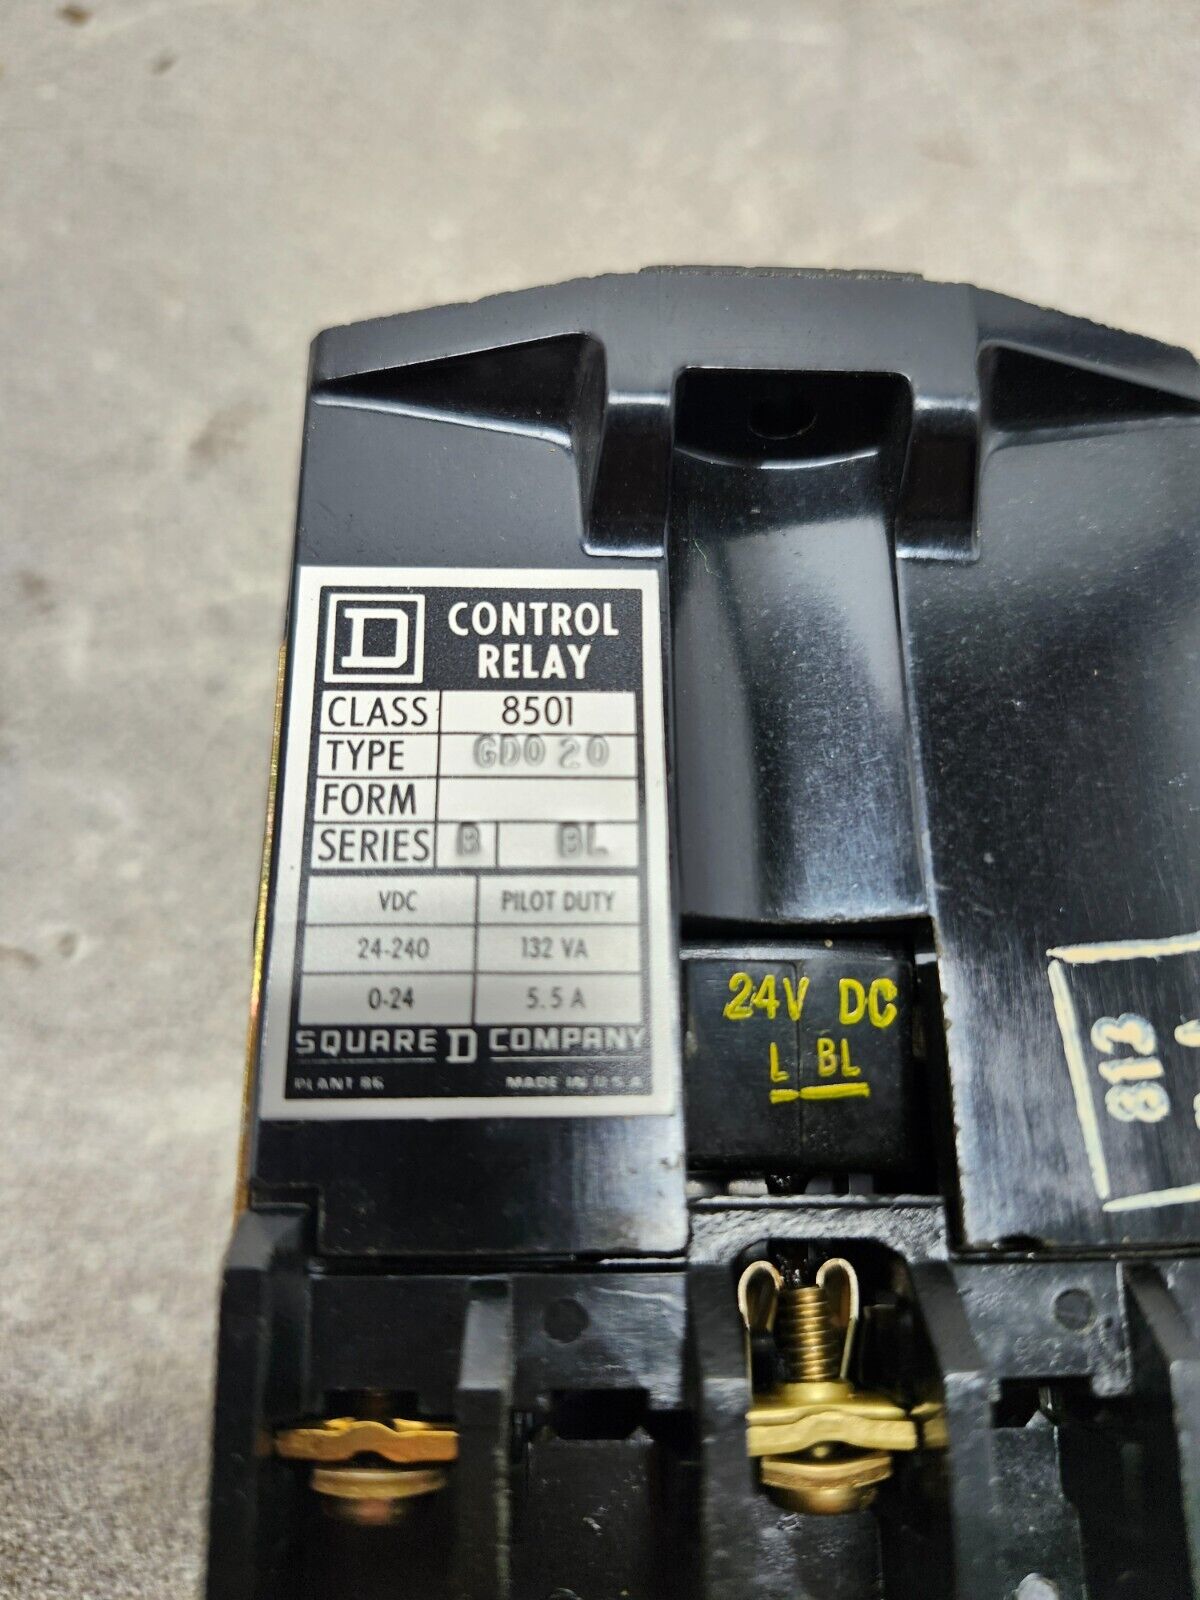 D CONTROL
RELAY
CLASS 8501
TYPE GDO 20
FORM
SERIES B BL
VDC PILOT DUTY
24-240 132 VA
0-24 5.5 A
SQUARE D COMPANY
PLANT 86 MADE IN U.S.A
24V DC
L BL
813